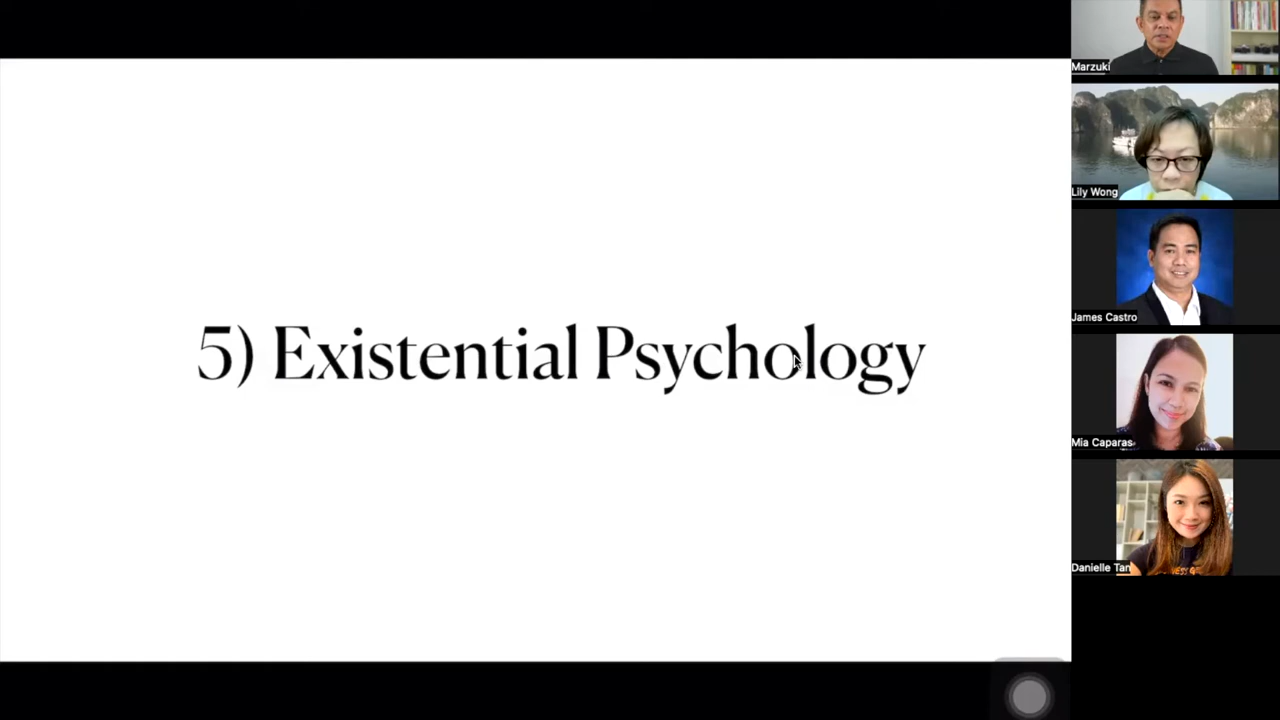 5) Existential Psychology
Marzuki
Lily Wong
James Castro
Mia Caparas
Danielle Tan